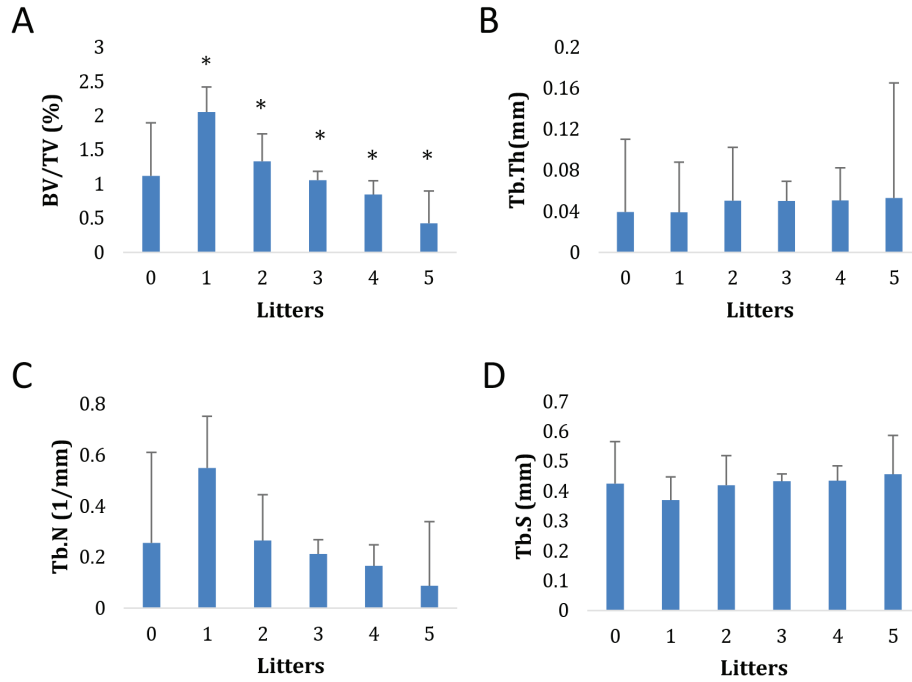 A
BV/TV (%)
3
2.5
2
1.5
1
0.5
0
* * * * *
0 1 2 3 4 5
Litters
B
Tb.Th(mm)
0.2
0.16
0.12
0.08
0.04
0
0 1 2 3 4 5
Litters
C
Tb.N (1/mm)
0.8
0.6
0.4
0.2
0
0 1 2 3 4 5
Litters
D
Tb.S (mm)
0.7
0.6
0.5
0.4
0.3
0.2
0.1
0
0 1 2 3 4 5
Litters